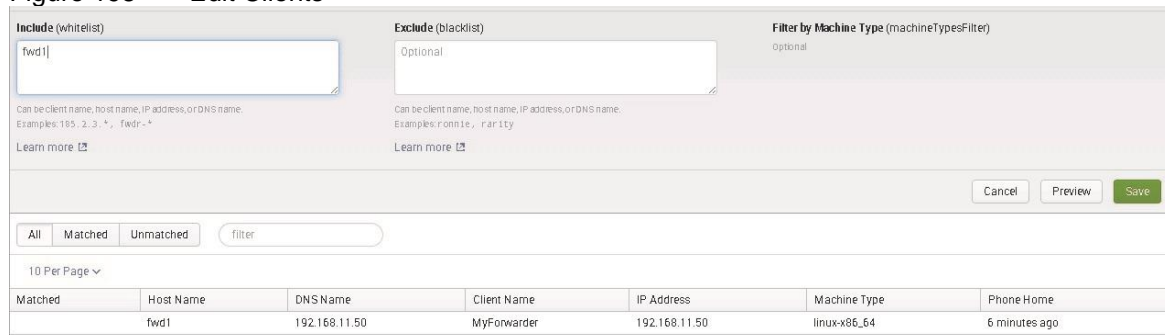 Include (whitelist)
fwd1
Can be client name, host name, IP address, or DNS name.
Examples: 185.2.3.*, fwdr-*
Learn more
Exclude (blacklist)
Optional
Can be client name, host name, IP address, or DNS name.
Examples: ronnie, rarity
Learn more
Filter by Machine Type (machineTypesFilter)
Optional
Cancel Preview Save
All Matched Unmatched filter
10 Per Page
Matched Host Name DNS Name Client Name IP Address Machine Type Phone Home
fwd1 192.168.11.50 MyForwarder 192.168.11.50 linux-x86_64 6 minutes ago